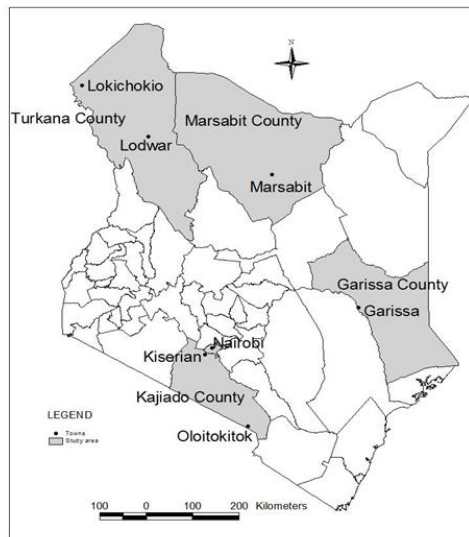 N
Lokichokio
Turkana County
Marsabit County
Lodwar
Marsabit
Garissa County
Garissa
Nairobi
Kiserian
Kajiado County
LEGEND
Towns
Study area
Oloitokitok
100 0 100 200 Kilometers